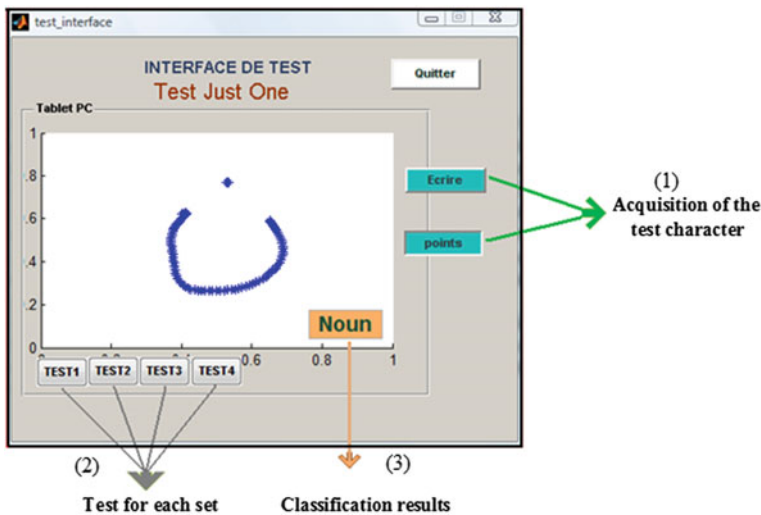 test_interface
INTERFACE DE TEST
Quitter
Test Just One
Tablet PC
1
.8
.6
.4
.2
0
0.6
0.8
1
Ecrire
points
(1)
Acquisition of the
test character
Noun
TEST1
TEST2
TEST3
TEST4
(2)
(3)
Test for each set
Classification results